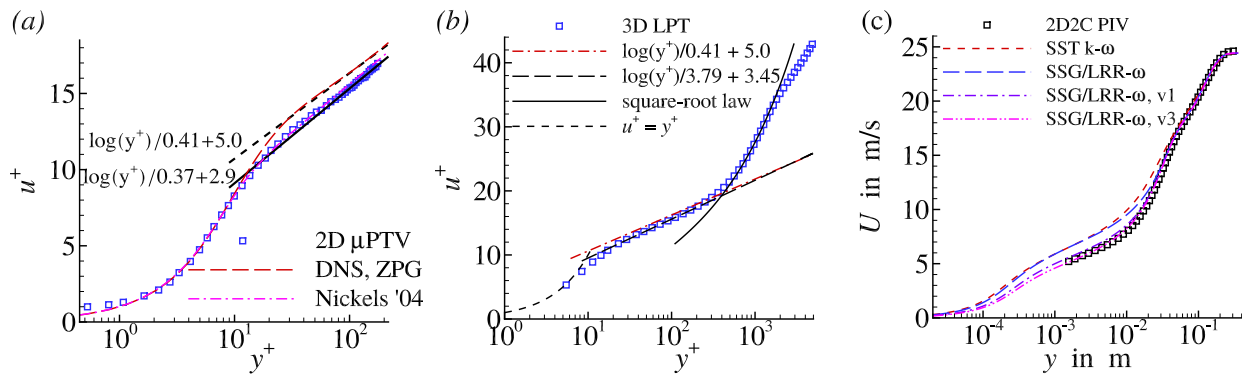 (a)
u⁺
15
10
5
0
log(y⁺)/0.41+5.0
log(y⁺)/0.37+2.9
2D μPTV
DNS, ZPG
Nickels '04
10⁰
10¹
10²
y⁺
(b)
u⁺
40
30
20
10
0
3D LPT
log(y⁺)/0.41 + 5.0
log(y⁺)/3.79 + 3.45
square-root law
u⁺ = y⁺
10⁰
10¹
10²
10³
y⁺
(c)
U in m/s
25
20
15
10
5
0
2D2C PIV
SST k-ω
SSG/LRR-ω
SSG/LRR-ω, v1
SSG/LRR-ω, v3
10⁻⁴
10⁻³
10⁻²
10⁻¹
y in m